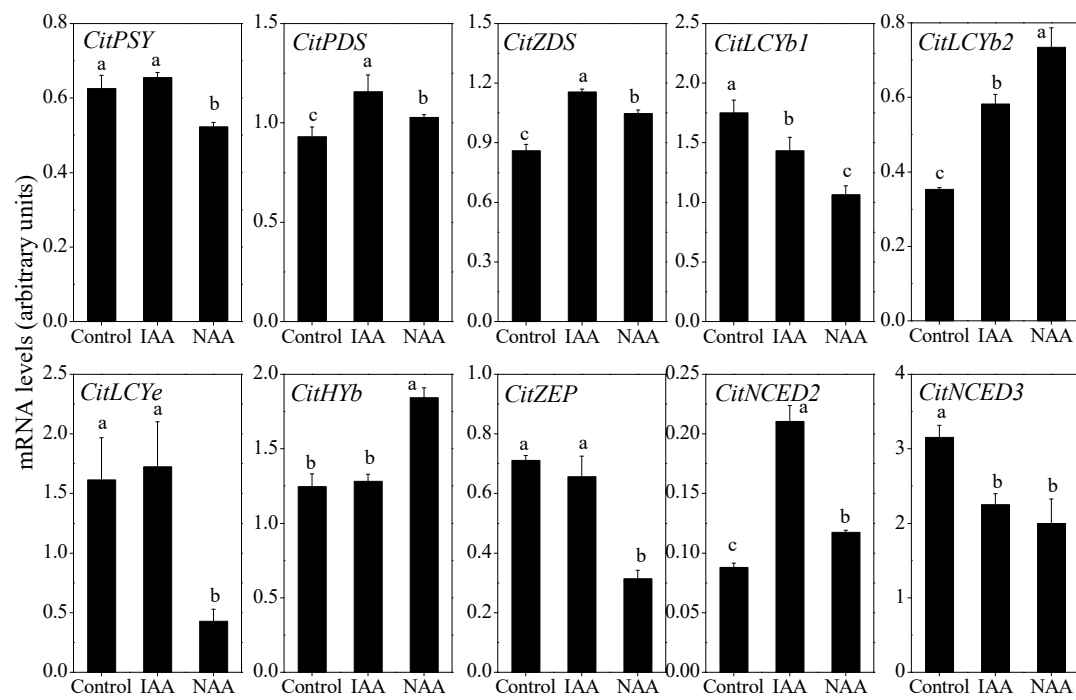 mRNA levels (arbitrary units)
CitPSY
0.8
0.6
0.4
0.2
0.0
a
a
b
Control IAA NAA
CitPDS
1.5
1.0
0.5
0.0
c
a
b
Control IAA NAA
CitZDS
1.5
1.2
0.9
0.6
0.3
0.0
c
a
b
Control IAA NAA
CitLCYb1
2.5
2.0
1.5
1.0
0.5
0.0
a
b
c
Control IAA NAA
CitLCYb2
0.8
0.6
0.4
0.2
0.0
c
b
a
Control IAA NAA
CitLCYe
2.5
2.0
1.5
1.0
0.5
0.0
a
a
b
Control IAA NAA
CitHYb
2.0
1.5
1.0
0.5
0.0
b
b
a
Control IAA NAA
CitZEP
1.0
0.8
0.6
0.4
0.2
0.0
a
a
b
Control IAA NAA
CitNCED2
0.25
0.20
0.15
0.10
0.05
0.00
c
a
b
Control IAA NAA
CitNCED3
4
3
2
1
0
a
b
b
Control IAA NAA